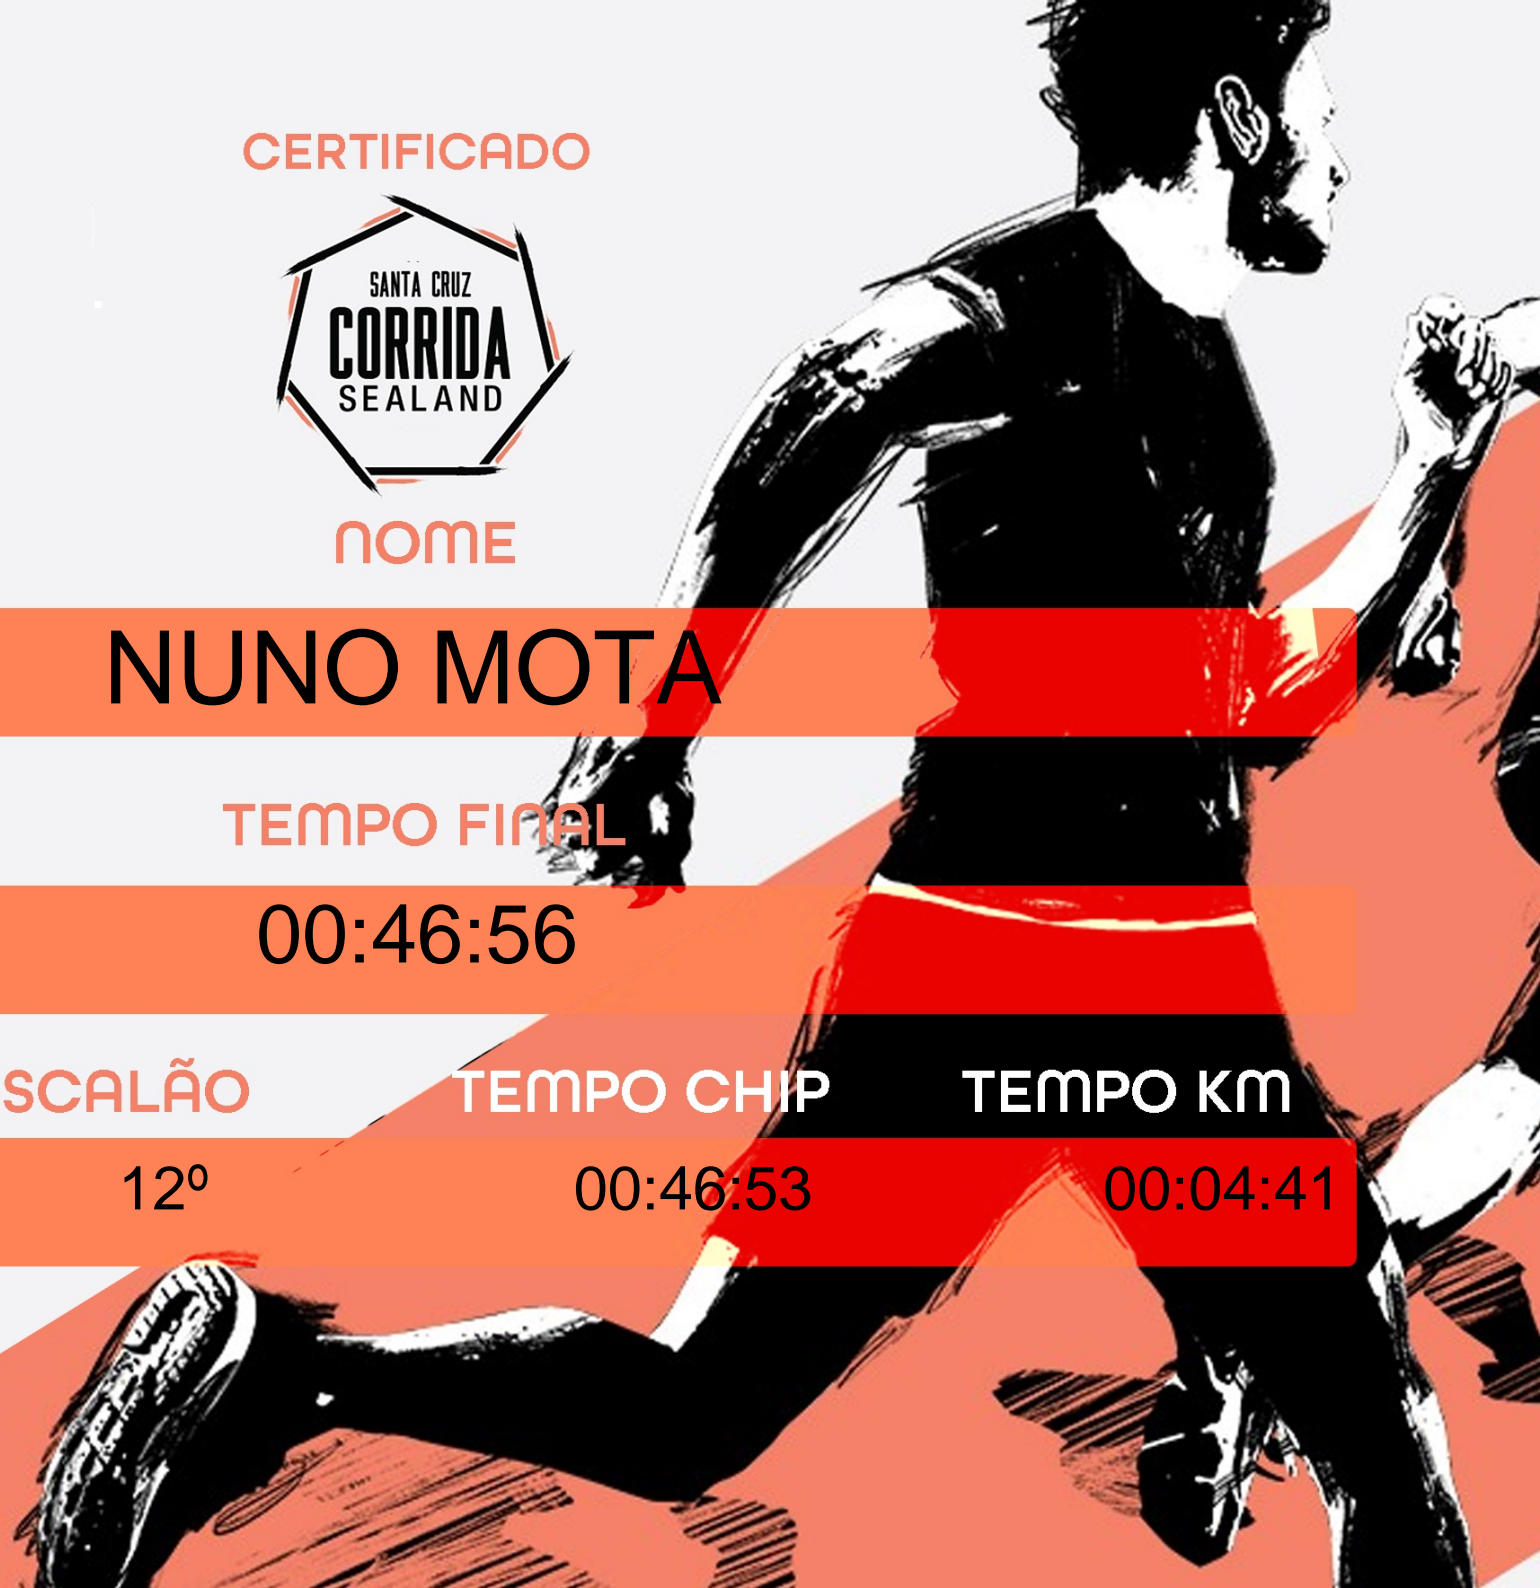 CERTIFICADO
SANTA CRUZ
CORRIDA
SEALAND
NOME
NUNO MOTA
TEMPO FINAL
00:46:56
SCALÃO TEMPO CHIP TEMPO KM
12º 00:46:53 00:04:41